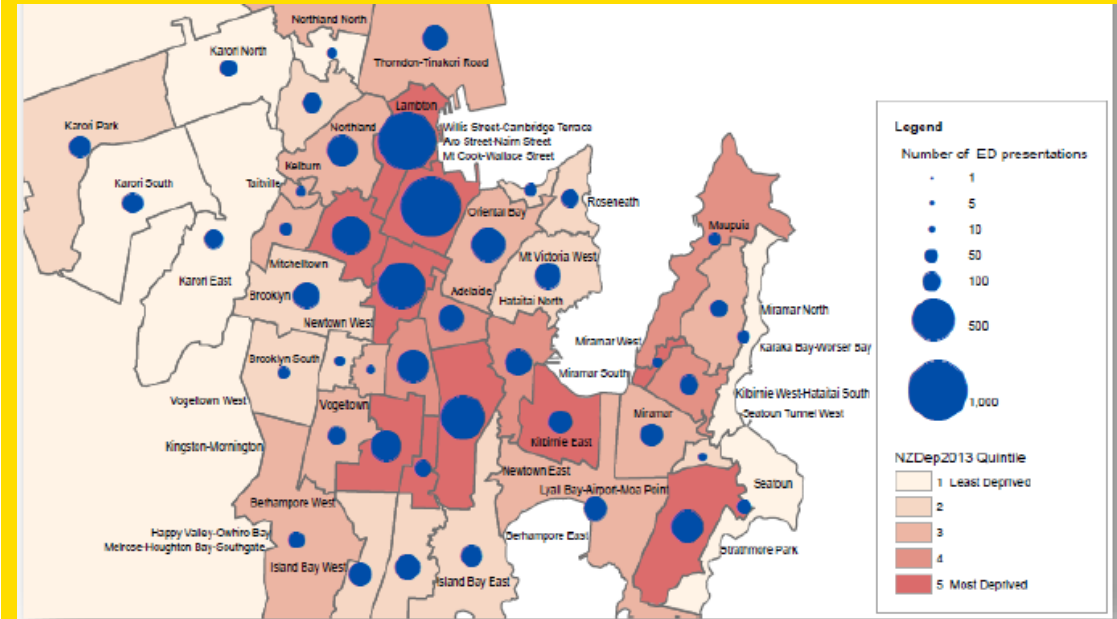 Northland North
Karori North
Thorndon-Tinakori Road
Lambton
Karori Park
Northland
Willis Street-Cambridge Terrace
Aro Street-Nairn Street
Mt Cook-Wallace Street
Kelburn
Karori South
Taitville
Oriental Bay
Roseneath
Maupuia
Mitchelltown
Mt Victoria West
Karori East
Brooklyn
Adelaide
Hataitai North
Newtown West
Miramar North
Miramar West
Karaka Bay-Worser Bay
Brooklyn South
Miramar South
Vogeltown West
Vogeltown
Kilbirnie West-Hataitai South
Seatoun Tunnel West
Miramar
Kingston-Mornington
Kilbirnie East
Newtown East
Lyall Bay-Airport-Moa Point
Seatoun
Berhampore West
Happy Valley-Owhiro Bay
Melrose-Houghton Bay-Southgate
Berhampore East
Strathmore Park
Island Bay West
Island Bay East
Legend
Number of ED presentations
1
5
10
50
100
500
1,000
NZDep2013 Quintile
1 Least Deprived
2
3
4
5 Most Deprived